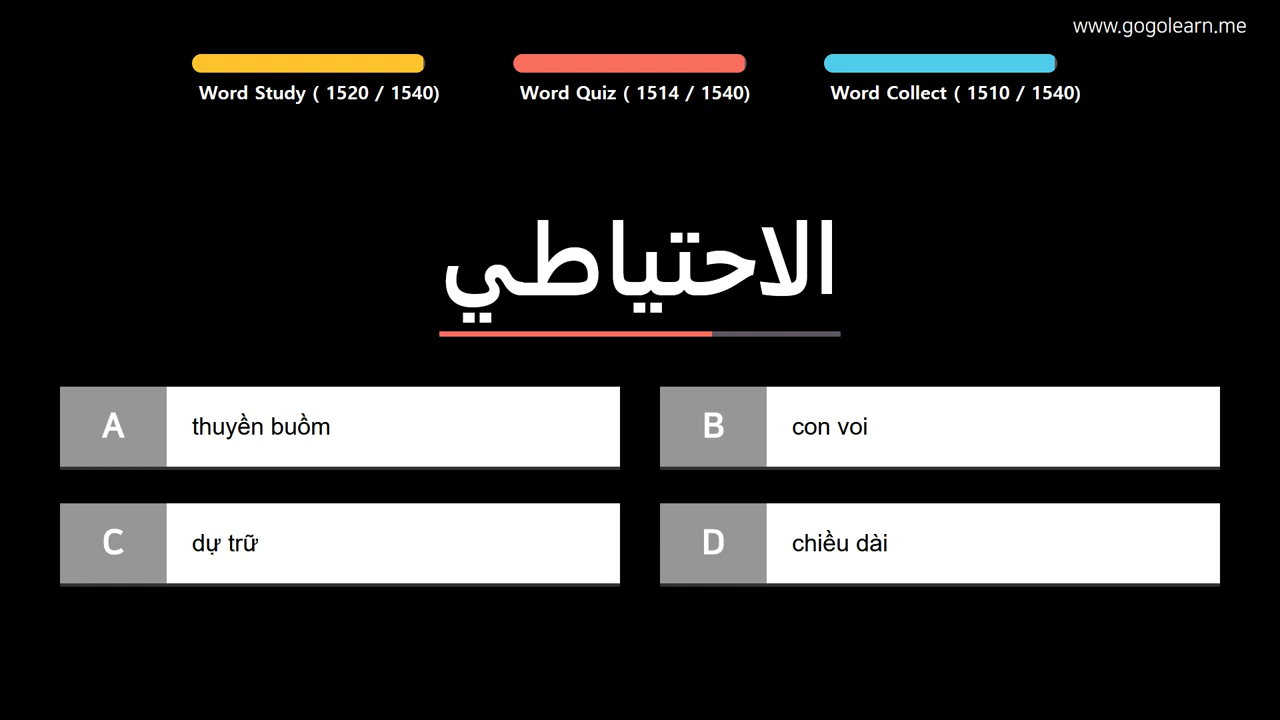 www.gogolearn.me
Word Study ( 1520 / 1540)
Word Quiz ( 1514 / 1540)
Word Collect ( 1510 / 1540)
الاحتياطي
A thuyền buồm
B con voi
C dự trữ
D chiều dài